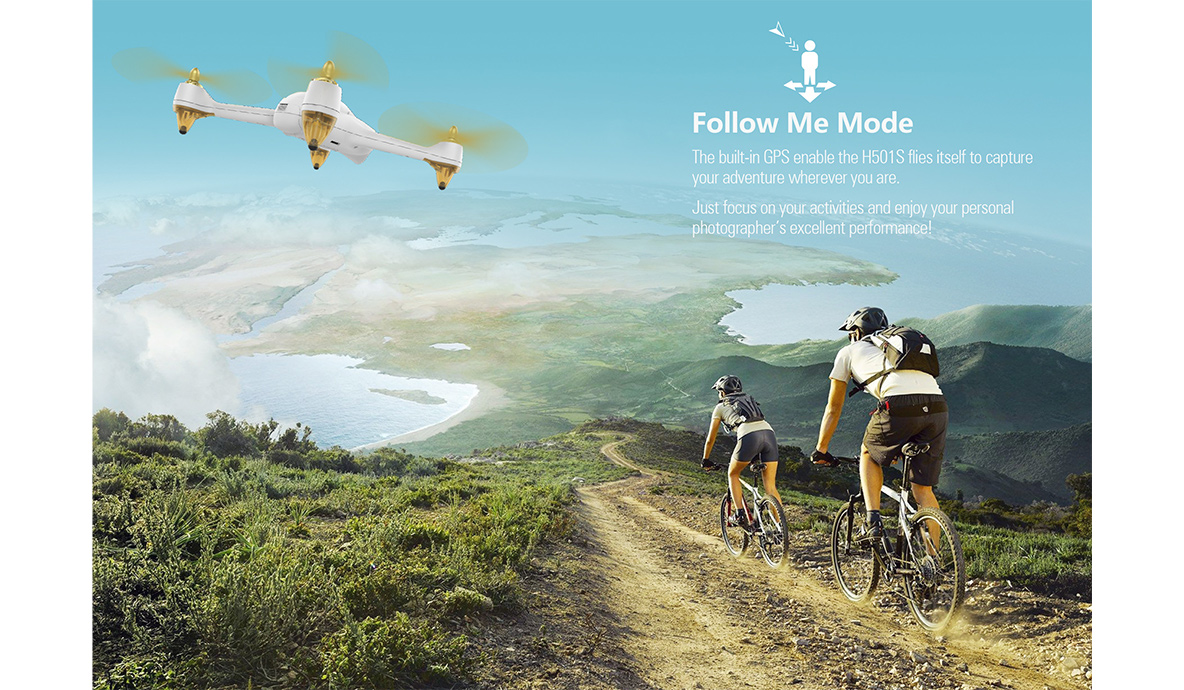 Follow Me Mode
The built-in GPS enable the H501S flies itself to capture
your adventure wherever you are.
Just focus on your activities and enjoy your personal
photographer's excellent performance!